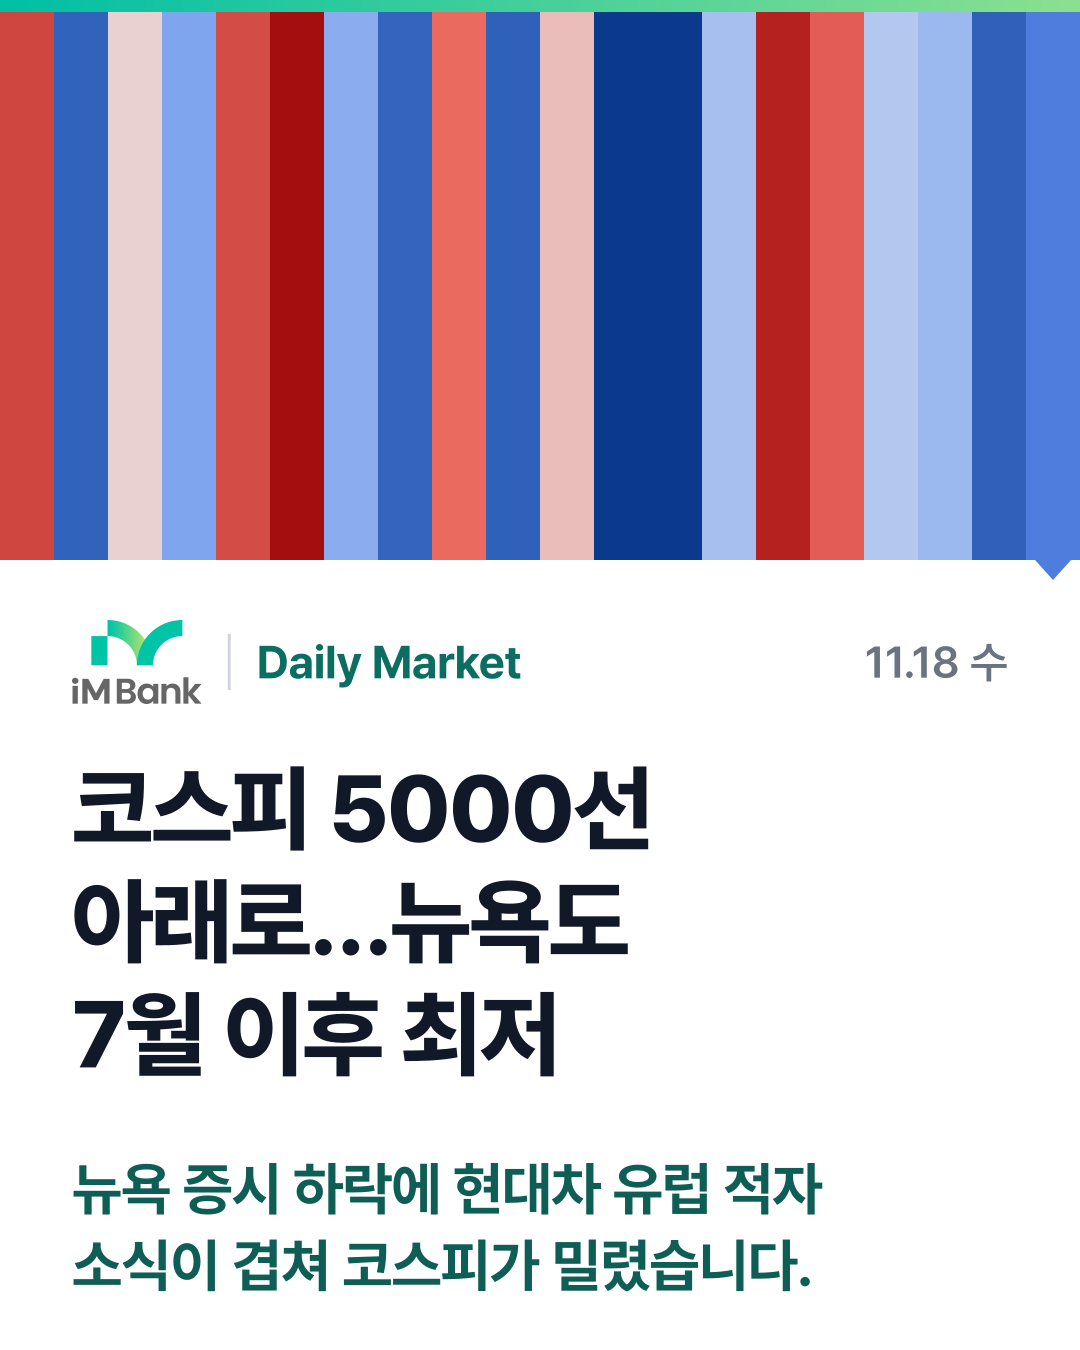 iM Bank
Daily Market
11.18 수
코스피 5000선
아래로...뉴욕도
7월 이후 최저
뉴욕 증시 하락에 현대차 유럽 적자
소식이 겹쳐 코스피가 밀렸습니다.